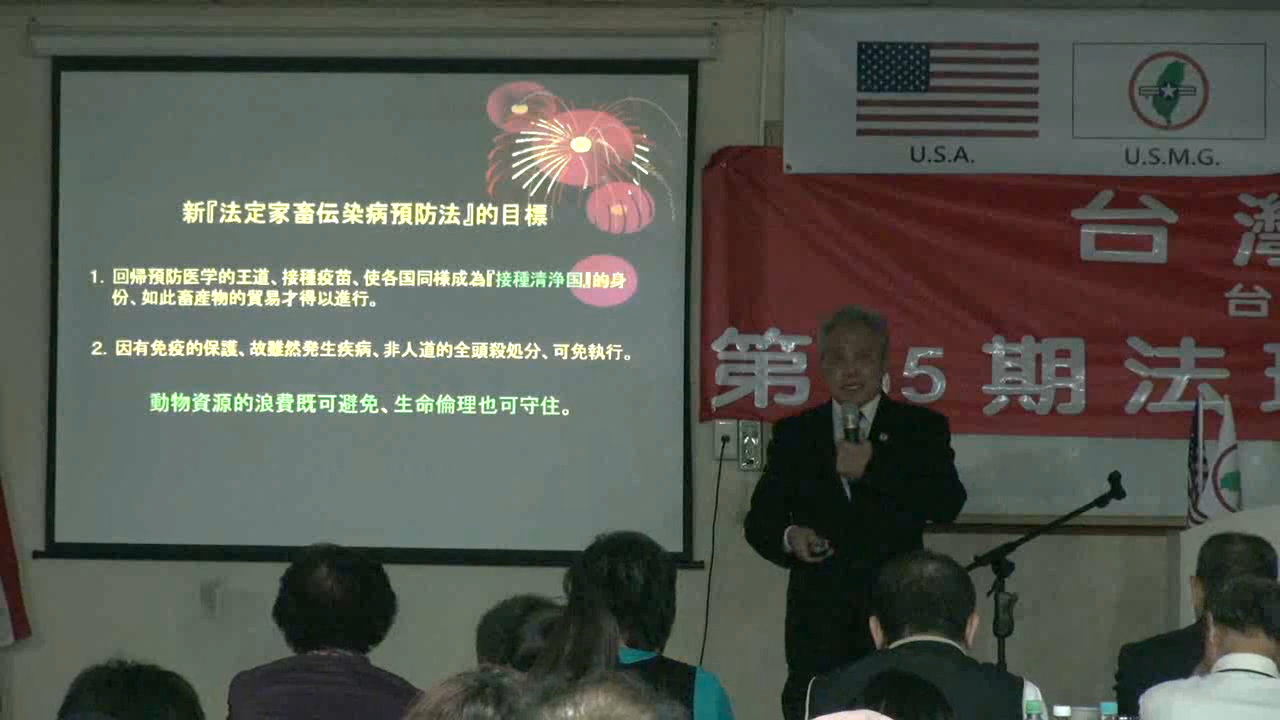 新『法定家畜伝染病預防法』的目標
1. 回帰預防医学的王道、接種疫苗、使各国同様成為『接種清浄国』的身
份、如此畜産物的貿易才得以進行。
2. 因有免疫的保護、故雖然発生疾病、非人道的全頭殺処分、可免執行。
動物資源的浪費既可避免、生命倫理也可守住。
U.S.A.
U.S.M.G.
台灣
台
第 5期法理